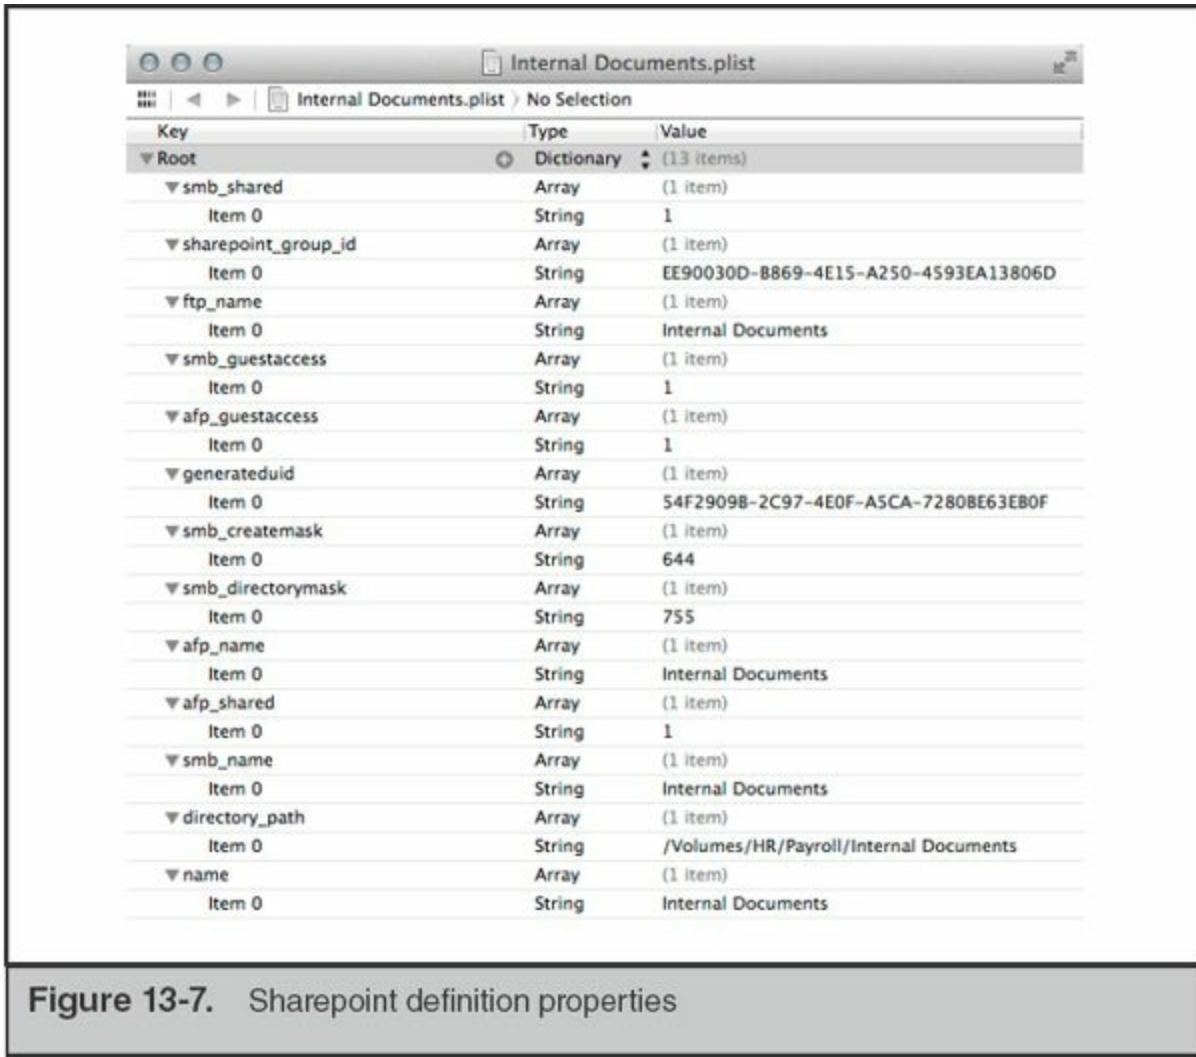 Internal Documents.plist
Internal Documents.plist No Selection
Key Type Value
Root Dictionary (13 items)
smb_shared Array (1 item)
Item 0 String 1
sharepoint_group_id Array (1 item)
Item 0 String EE90030D-B869-4E15-A250-4593EA13806D
ftp_name Array (1 item)
Item 0 String Internal Documents
smb_guestaccess Array (1 item)
Item 0 String 1
afp_guestaccess Array (1 item)
Item 0 String 1
generateduid Array (1 item)
Item 0 String 54F2909B-2C97-4E0F-A5CA-7280BE63EB0F
smb_createmask Array (1 item)
Item 0 String 644
smb_directorymask Array (1 item)
Item 0 String 755
afp_name Array (1 item)
Item 0 String Internal Documents
afp_shared Array (1 item)
Item 0 String 1
smb_name Array (1 item)
Item 0 String Internal Documents
directory_path Array (1 item)
Item 0 String /Volumes/HR/Payroll/Internal Documents
name Array (1 item)
Item 0 String Internal Documents
Figure 13-7. Sharepoint definition properties